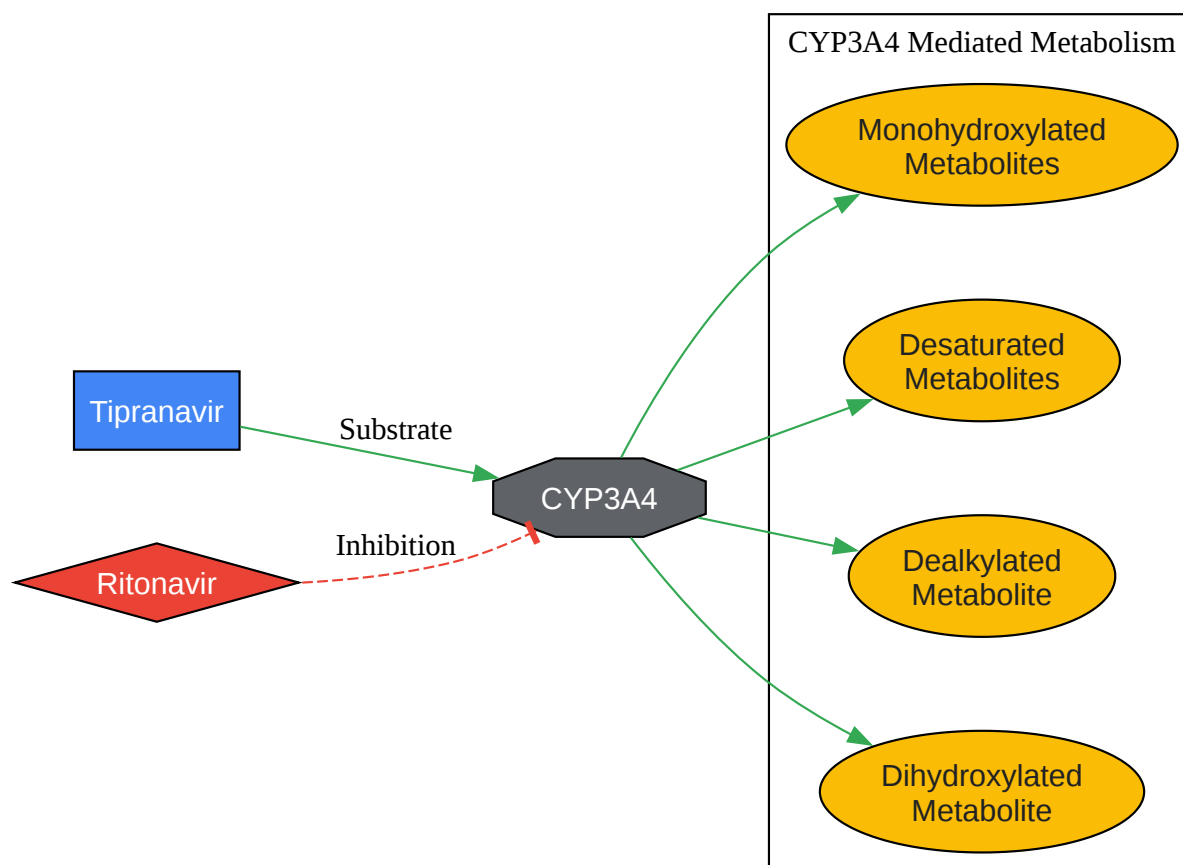 CYP3A4 Mediated Metabolism
Monohydroxylated
Metabolites
Desaturated
Metabolites
Tipranavir
Substrate
CYP3A4
Inhibition
Ritonavir
Dealkylated
Metabolite
Dihydroxylated
Metabolite